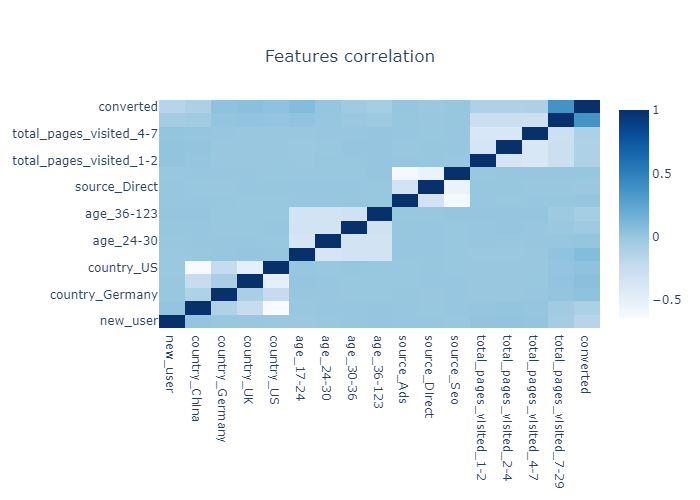 Features correlation
converted
total_pages_visited_4-7
total_pages_visited_1-2
source_Direct
age_36-123
age_24-30
country_US
country_Germany
new_user
1
0.5
0
−0.5
new_user
country_China
country_Germany
country_UK
country_US
age_17-24
age_24-30
age_30-36
age_36-123
source_Ads
source_Direct
source_Seo
total_pages_visited_1-2
total_pages_visited_2-4
total_pages_visited_4-7
total_pages_visited_7-29
converted